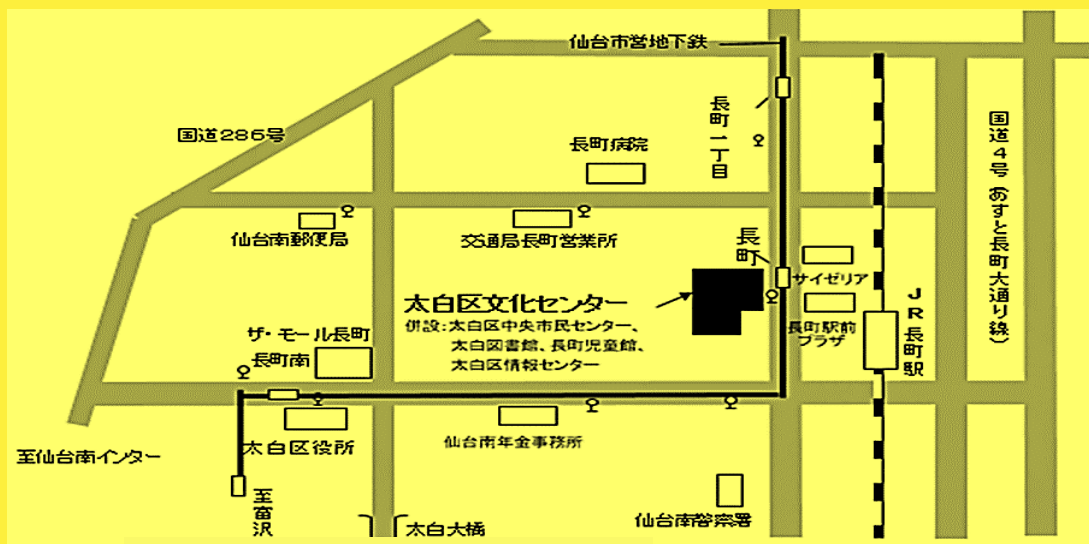 仙台市営地下鉄
長町一丁目
国道286号
長町病院
国道4号（あすと長町大通り線）
仙台南郵便局
交通局長町営業所
長町
サイゼリア
太白区文化センター
併設:太白区中央市民センター、
太白図書館、長町児童館、
太白区情報センター
長町駅前
プラザ
JR長町駅
ザ・モール長町
長町南
太白区役所
仙台南年金事務所
至仙台南インター
至富沢
太白大橋
仙台南警察署